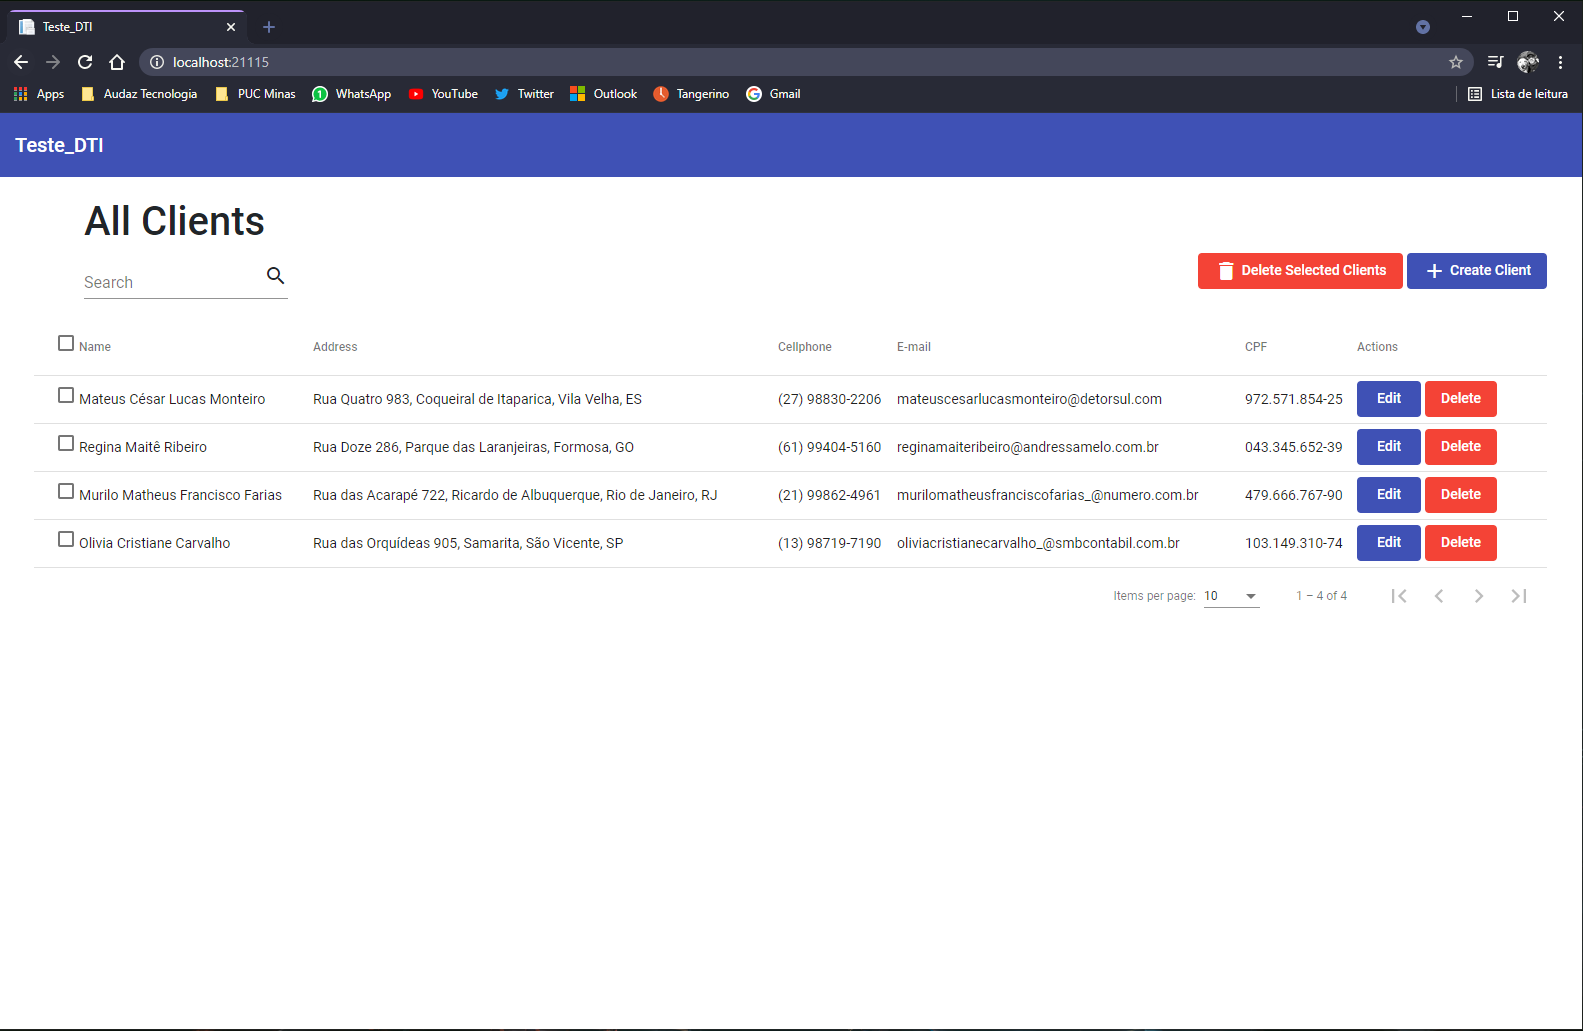 Teste_DTI
localhost:21115
Apps Audaz Tecnologia PUC Minas 1 WhatsApp YouTube Twitter Outlook Tangerino Gmail Lista de leitura
Teste_DTI
All Clients
Search
Delete Selected Clients Create Client
Name Address Cellphone E-mail CPF Actions
Mateus César Lucas Monteiro Rua Quatro 983, Coqueiral de Itaparica, Vila Velha, ES (27) 98830-2206 mateuscesarlucasmonteiro@detorsul.com 972.571.854-25 Edit Delete
Regina Maitê Ribeiro Rua Doze 286, Parque das Laranjeiras, Formosa, GO (61) 99404-5160 reginamaiteribeiro@andressamelo.com.br 043.345.652-39 Edit Delete
Murilo Matheus Francisco Farias Rua das Acarapé 722, Ricardo de Albuquerque, Rio de Janeiro, RJ (21) 99862-4961 murilomatheusfranciscofarias_@numero.com.br 479.666.767-90 Edit Delete
Olivia Cristiane Carvalho Rua das Orquídeas 905, Samarita, São Vicente, SP (13) 98719-7190 oliviacristianecarvalho_@smbcontabil.com.br 103.149.310-74 Edit Delete
Items per page: 10 1 – 4 of 4